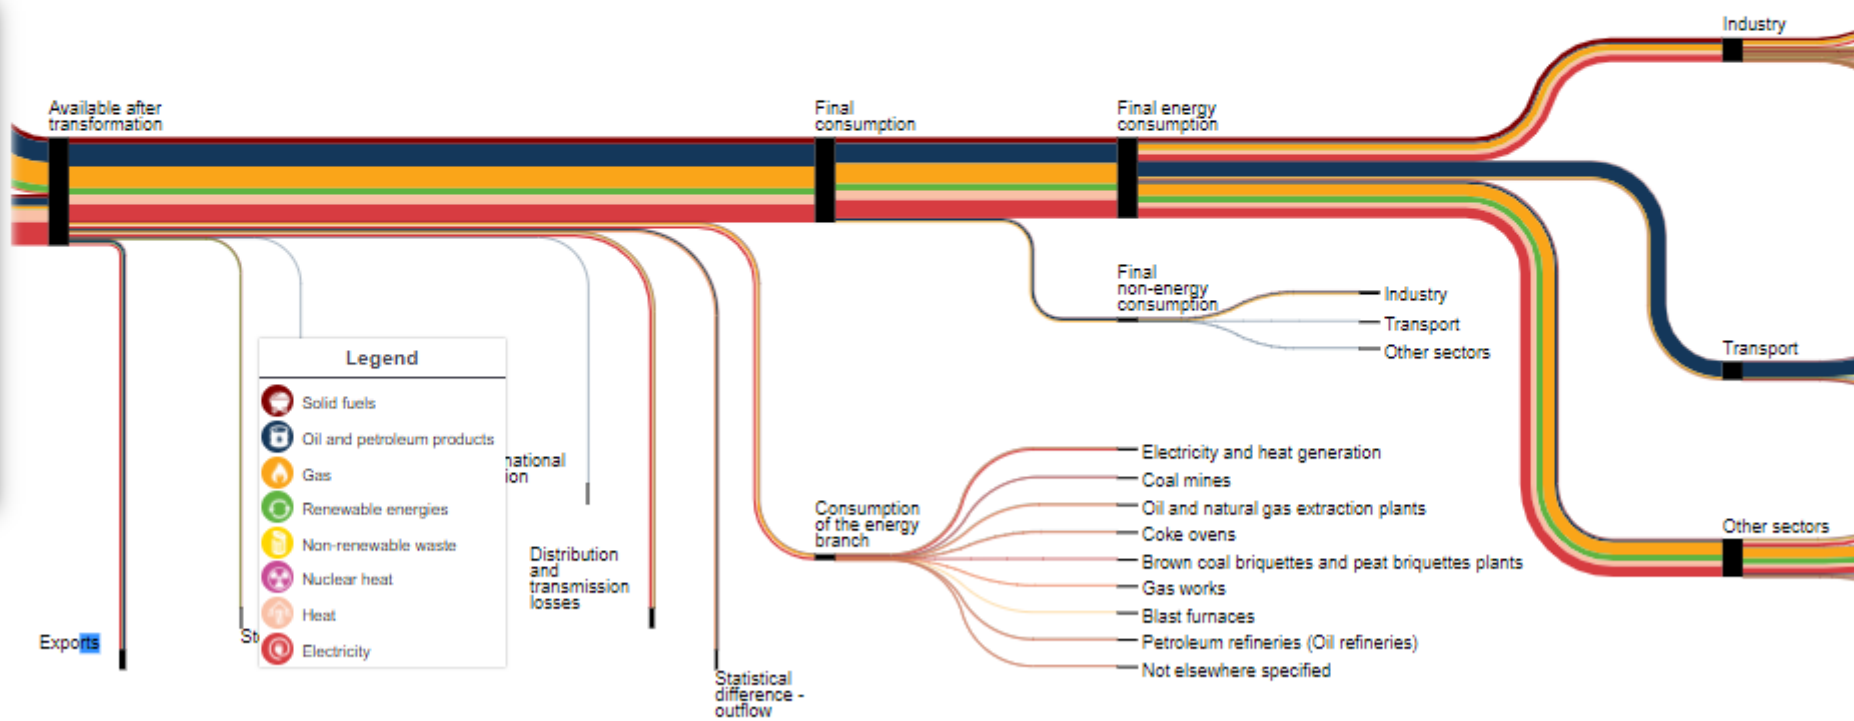 Industry
Available after
transformation
Final
consumption
Final energy
consumption
Final
non-energy
consumption
Industry
Transport
Other sectors
Transport
Legend
Solid fuels
Oil and petroleum products
Gas
Renewable energies
Non-renewable waste
Nuclear heat
Heat
Electricity
Electricity and heat generation
Coal mines
Oil and natural gas extraction plants
Coke ovens
Brown coal briquettes and peat briquettes plants
Gas works
Blast furnaces
Petroleum refineries (Oil refineries)
Not elsewhere specified
Consumption
of the energy
branch
Other sectors
Distribution
and
transmission
losses
Exports
Statistical
difference -
outflow